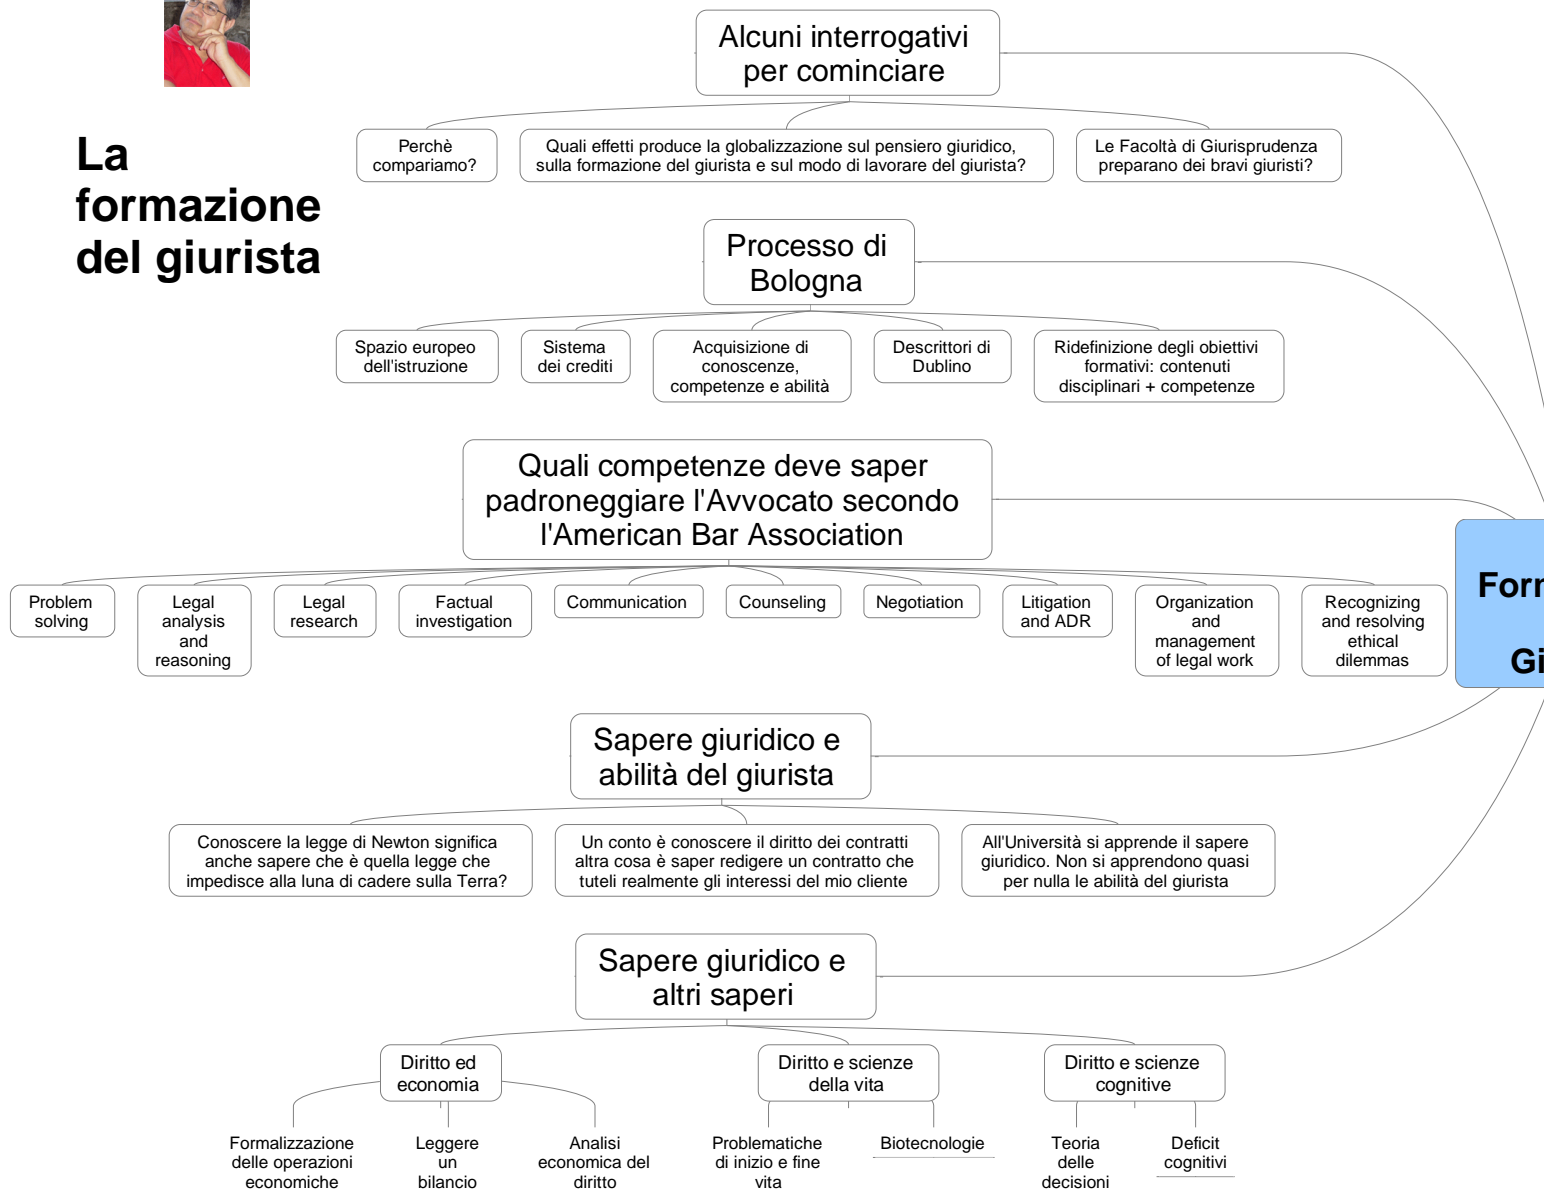 La
formazione
del giurista
Alcuni interrogativi
per cominciare
Perchè
compariamo?
Quali effetti produce la globalizzazione sul pensiero giuridico,
sulla formazione del giurista e sul modo di lavorare del giurista?
Le Facoltà di Giurisprudenza
preparano dei bravi giuristi?
Processo di
Bologna
Spazio europeo
dell'istruzione
Sistema
dei crediti
Acquisizione di
conoscenze,
competenze e abilità
Descrittori di
Dublino
Ridefinizione degli obiettivi
formativi: contenuti
disciplinari + competenze
Quali competenze deve saper
padroneggiare l'Avvocato secondo
l'American Bar Association
Problem
solving
Legal
analysis
and
reasoning
Legal
research
Factual
investigation
Communication
Counseling
Negotiation
Litigation
and ADR
Organization
and
management
of legal work
Recognizing
and resolving
ethical
dilemmas
Form
Gi
Sapere giuridico e
abilità del giurista
Conoscere la legge di Newton significa
anche sapere che è quella legge che
impedisce alla luna di cadere sulla Terra?
Un conto è conoscere il diritto dei contratti
altra cosa è saper redigere un contratto che
tuteli realmente gli interessi del mio cliente
All'Università si apprende il sapere
giuridico. Non si apprendono quasi
per nulla le abilità del giurista
Sapere giuridico e
altri saperi
Diritto ed
economia
Formalizzazione
delle operazioni
economiche
Leggere
un
bilancio
Analisi
economica del
diritto
Diritto e scienze
della vita
Problematiche
di inizio e fine
vita
Biotecnologie
Diritto e scienze
cognitive
Teoria
delle
decisioni
Deficit
cognitivi